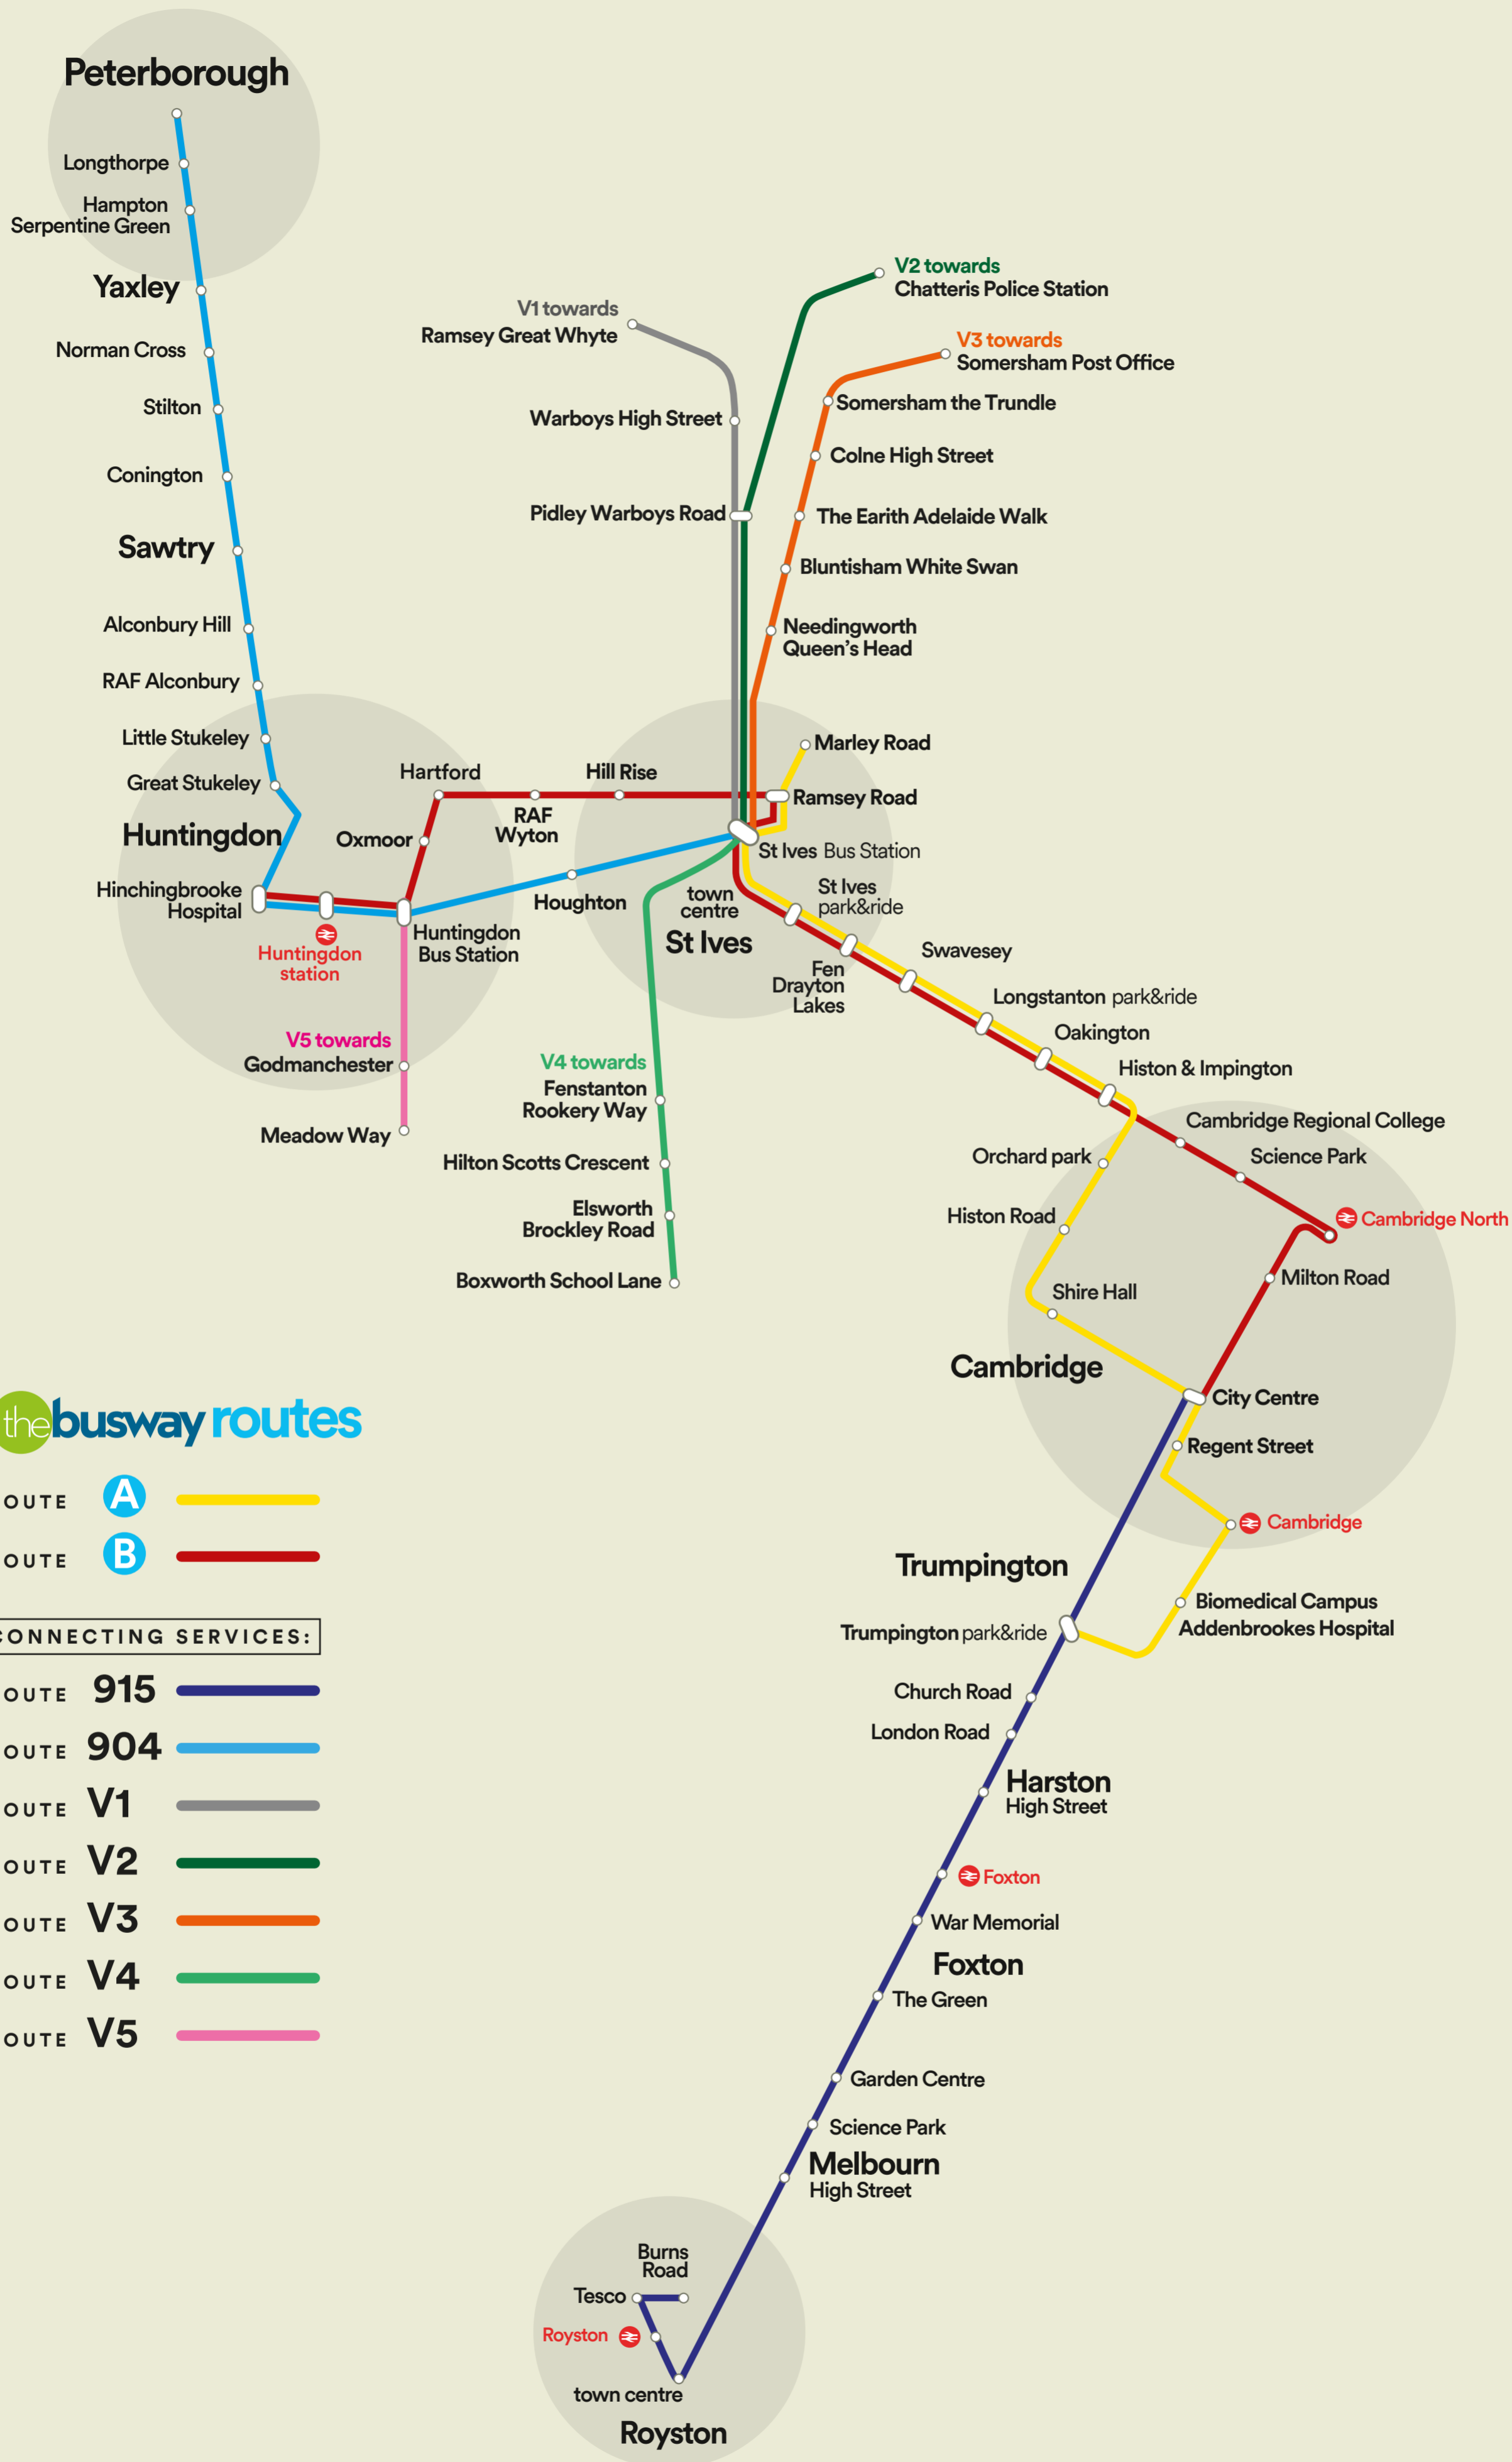 Peterborough
Longthorpe
Hampton
Serpentine Green
Yaxley
Norman Cross
Stilton
Conington
Sawtry
Alconbury Hill
RAF Alconbury
Little Stukeley
Great Stukeley
Huntingdon
Hinchingbrooke
Hospital
Huntingdon
station
Huntingdon
Bus Station
Oxmoor
Hartford
RAF
Wyton
Hill Rise
Houghton
V5 towards
Godmanchester
Meadow Way
V1 towards
Ramsey Great Whyte
Warboys High Street
Pidley Warboys Road
V2 towards
Chatteris Police Station
V3 towards
Somersham Post Office
Somersham the Trundle
Colne High Street
The Earith Adelaide Walk
Bluntisham White Swan
Needingworth
Queen's Head
Marley Road
Ramsey Road
St Ives Bus Station
town
centre
St Ives
St Ives
park&ride
Fen
Drayton
Lakes
Swavesey
Longstanton park&ride
Oakington
Histon & Impington
V4 towards
Fenstanton
Rookery Way
Hilton Scotts Crescent
Elsworth
Brockley Road
Boxworth School Lane
Cambridge Regional College
Science Park
Cambridge North
Milton Road
Orchard park
Histon Road
Shire Hall
Cambridge
City Centre
Regent Street
Cambridge
Biomedical Campus
Addenbrookes Hospital
Trumpington
Trumpington park&ride
Church Road
London Road
Harston
High Street
Foxton
War Memorial
Foxton
The Green
Garden Centre
Science Park
Melbourn
High Street
Burns
Road
Tesco
Royston
town centre
Royston
thebusway routes
OUTE A
OUTE B
CONNECTING SERVICES:
OUTE 915
OUTE 904
OUTE V1
OUTE V2
OUTE V3
OUTE V4
OUTE V5